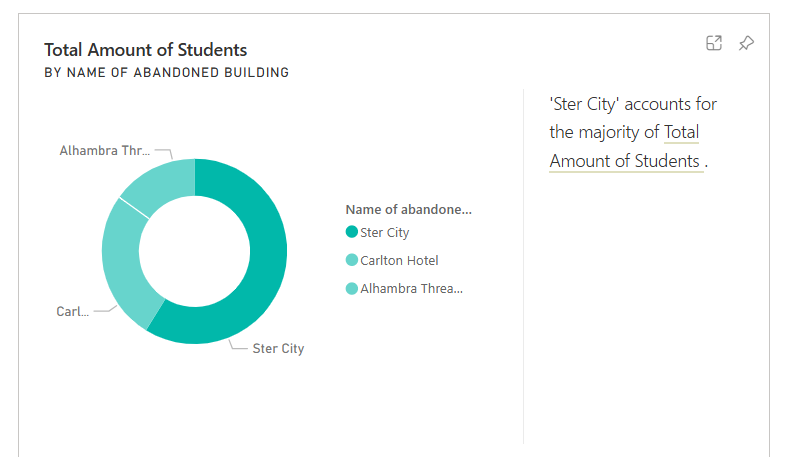 Total Amount of Students
BY NAME OF ABANDONED BUILDING
Alhambra Thr...
Carl...
Ster City
Name of abandone...
Ster City
Carlton Hotel
Alhambra Threa...
'Ster City' accounts for
the majority of Total
Amount of Students .